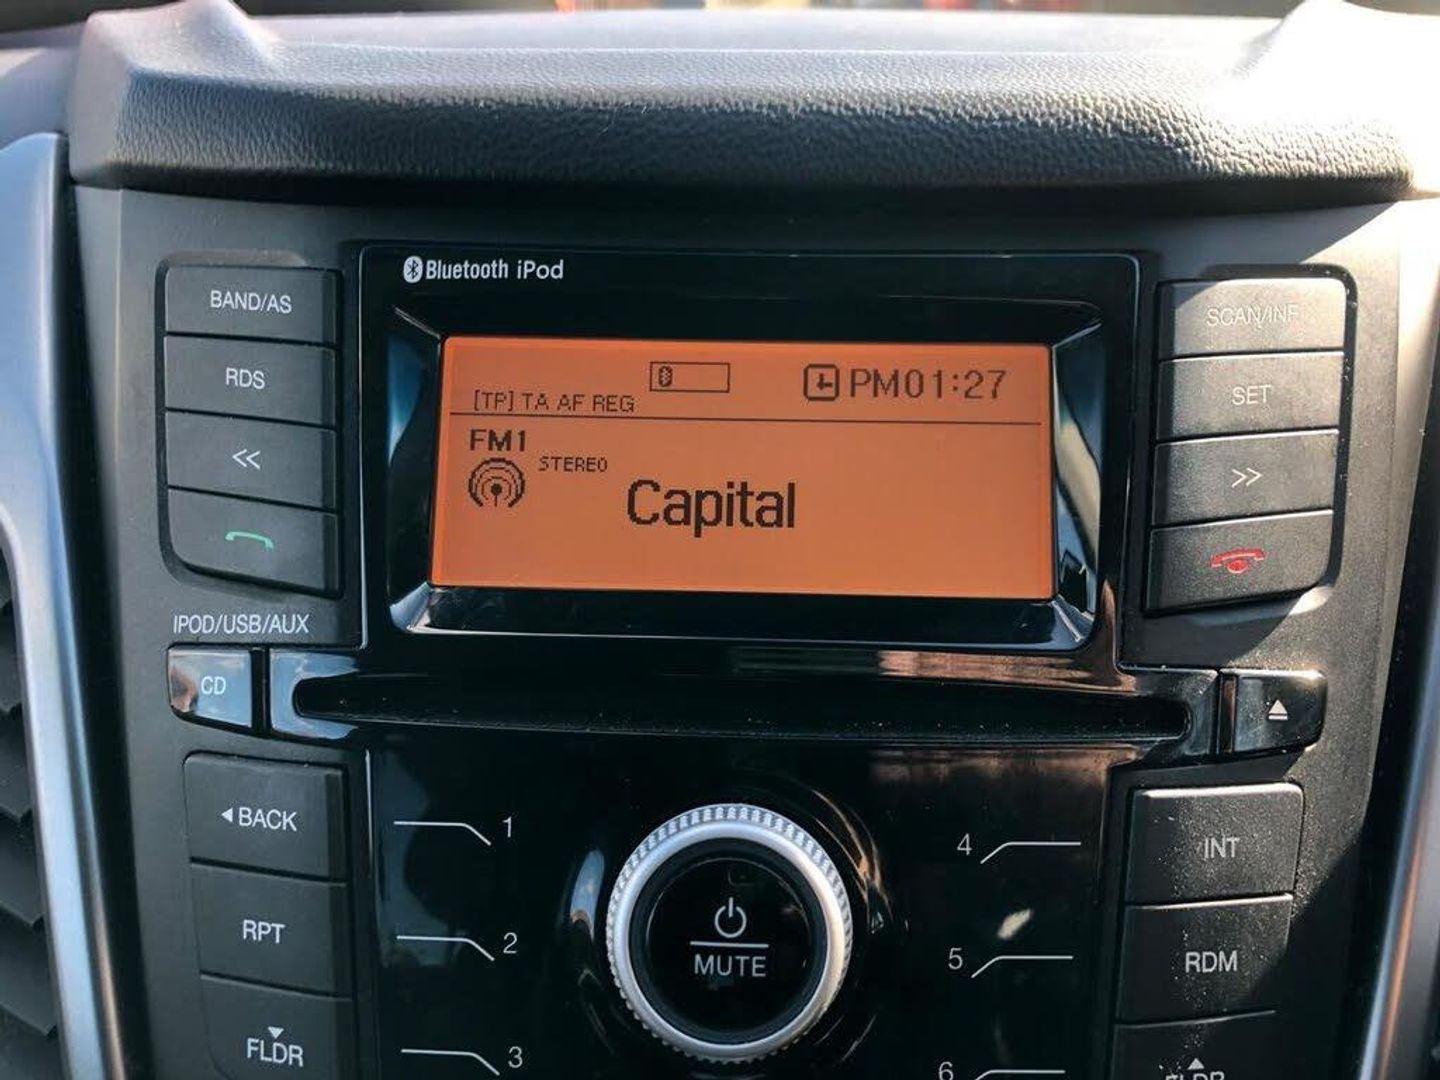 Bluetooth iPod
BAND/AS
RDS
<<
IPOD/USB/AUX
CD
[TP] TA AF REG
PM01:27
FM1
STEREO
Capital
SCAN/INF
SET
>>
BACK
RPT
FLDR
1
2
3
MUTE
4
5
6
INT
RDM
FLDR